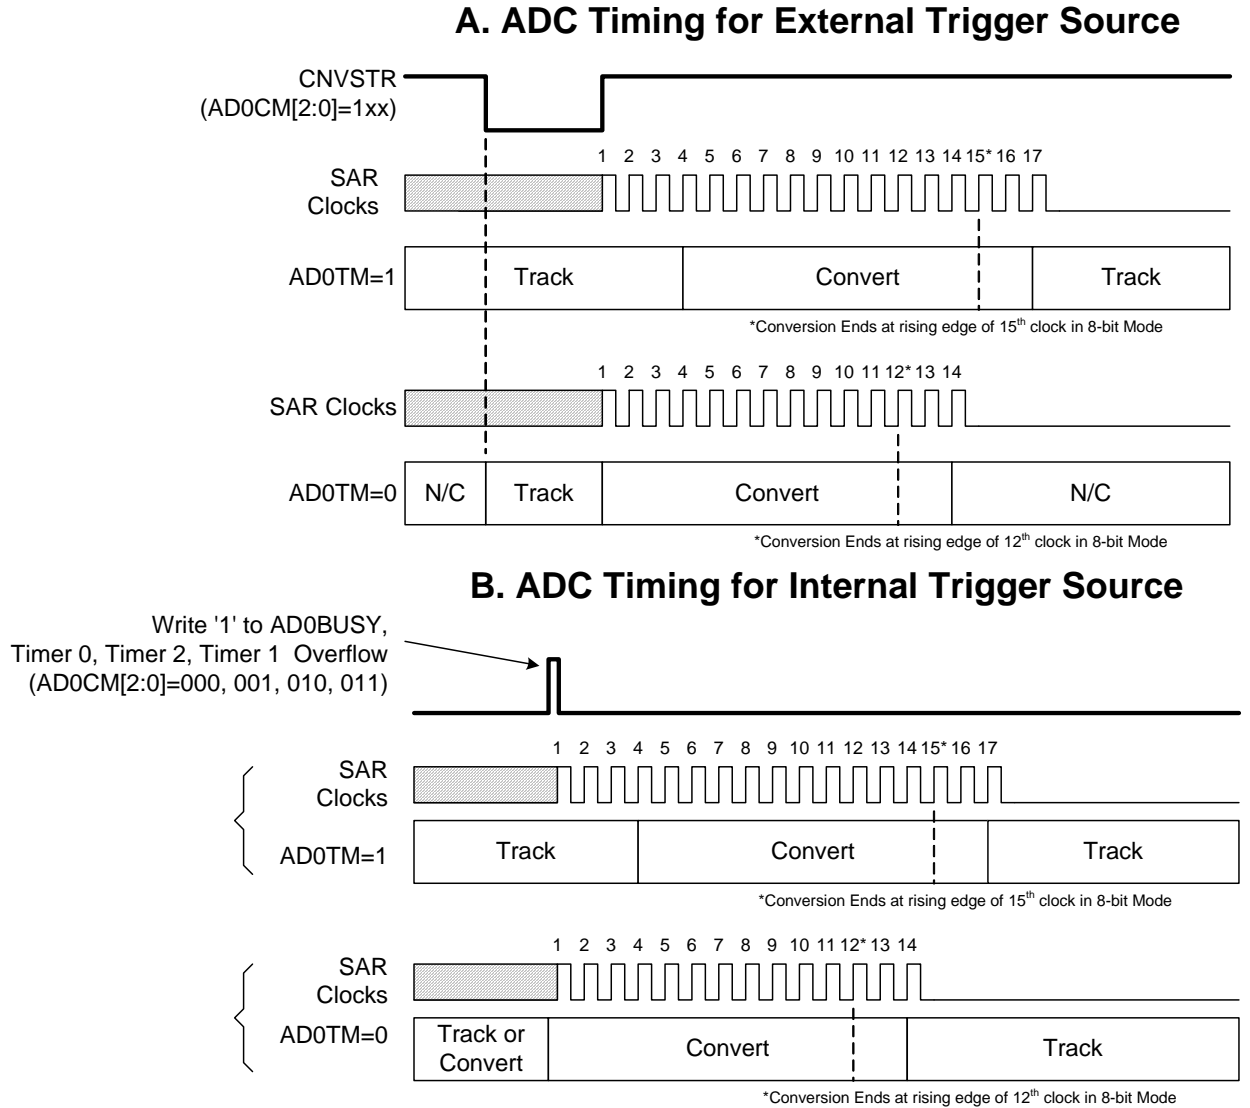 A. ADC Timing for External Trigger Source
CNVSTR
(AD0CM[2:0]=1xx)
1 2 3 4 5 6 7 8 9 10 11 12 13 14 15* 16 17
SAR
Clocks
AD0TM=1
Track
Convert
Track
*Conversion Ends at rising edge of 15th clock in 8-bit Mode
1 2 3 4 5 6 7 8 9 10 11 12* 13 14
SAR Clocks
AD0TM=0
N/C
Track
Convert
N/C
*Conversion Ends at rising edge of 12th clock in 8-bit Mode
B. ADC Timing for Internal Trigger Source
Write '1' to AD0BUSY,
Timer 0, Timer 2, Timer 1 Overflow
(AD0CM[2:0]=000, 001, 010, 011)
1 2 3 4 5 6 7 8 9 10 11 12 13 14 15* 16 17
SAR
Clocks
AD0TM=1
Track
Convert
Track
*Conversion Ends at rising edge of 15th clock in 8-bit Mode
1 2 3 4 5 6 7 8 9 10 11 12* 13 14
SAR
Clocks
AD0TM=0
Track or
Convert
Convert
Track
*Conversion Ends at rising edge of 12th clock in 8-bit Mode